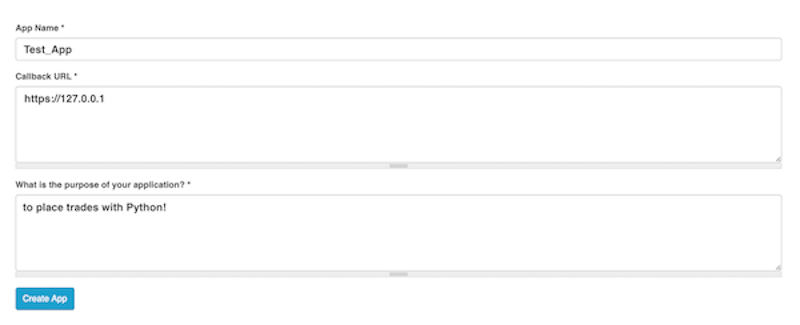 App Name *
Test_App
Callback URL *
https://127.0.0.1
What is the purpose of your application? *
to place trades with Python!
Create App